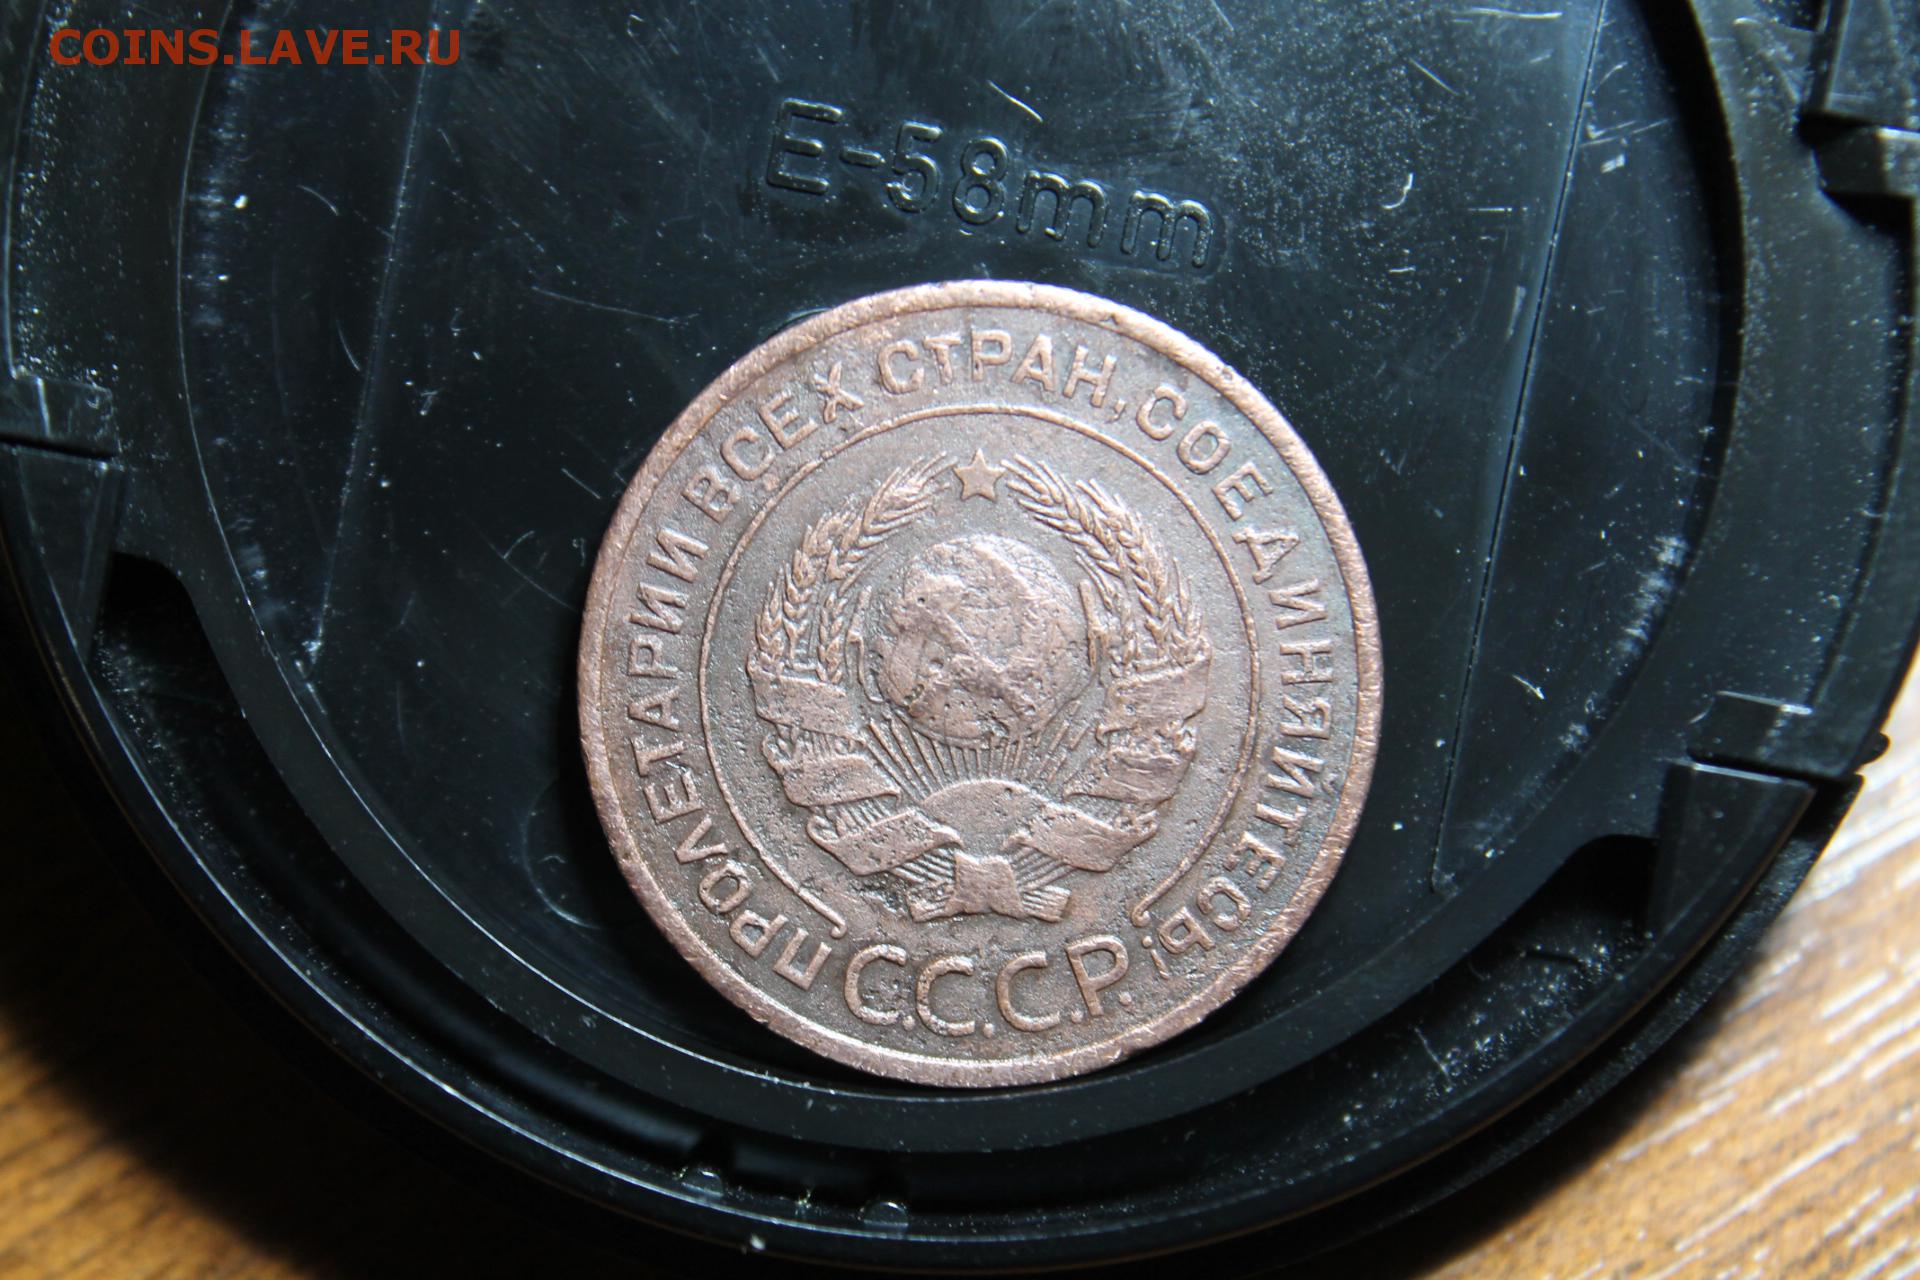 COINS.LAVE.RU
E-58mm
ПРОЛЕТАРИИ ВСЕХ СТРАН, СОЕДИНЯЙТЕСЬ!
С.С.С.Р.